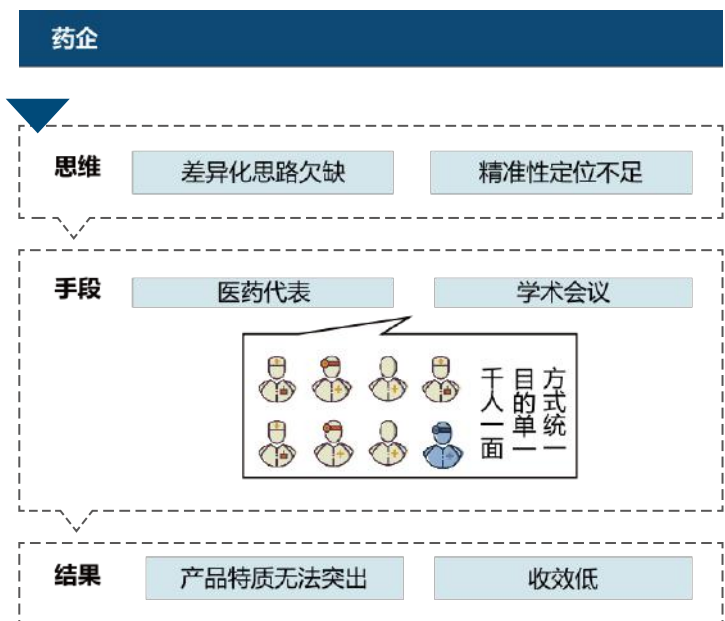 药企
思维
差异化思路欠缺
精准性定位不足
手段
医药代表
学术会议
方式统一
目的单一
千人一面
结果
产品特质无法突出
收效低